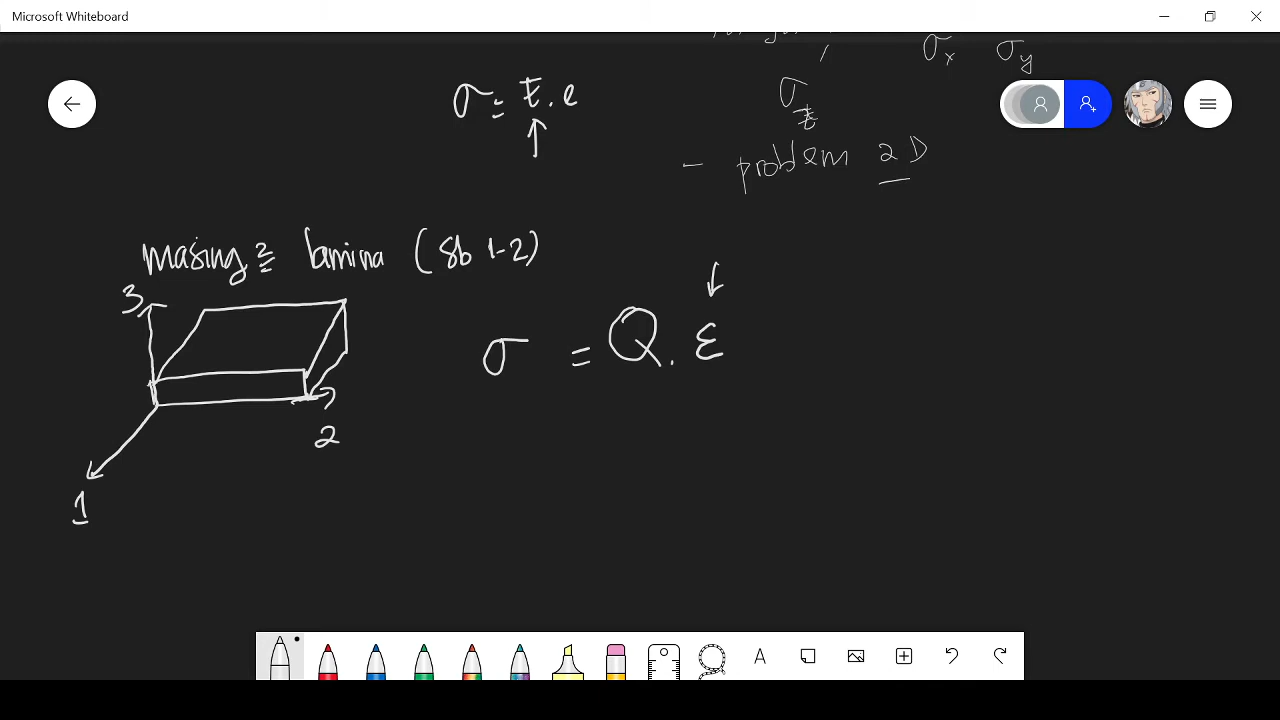 Microsoft Whiteboard
σx σy
σ = E . e
σz
- problem 2D
masing2 lamina (Sb 1-2)
3
σ = Q . ε
2
1
A